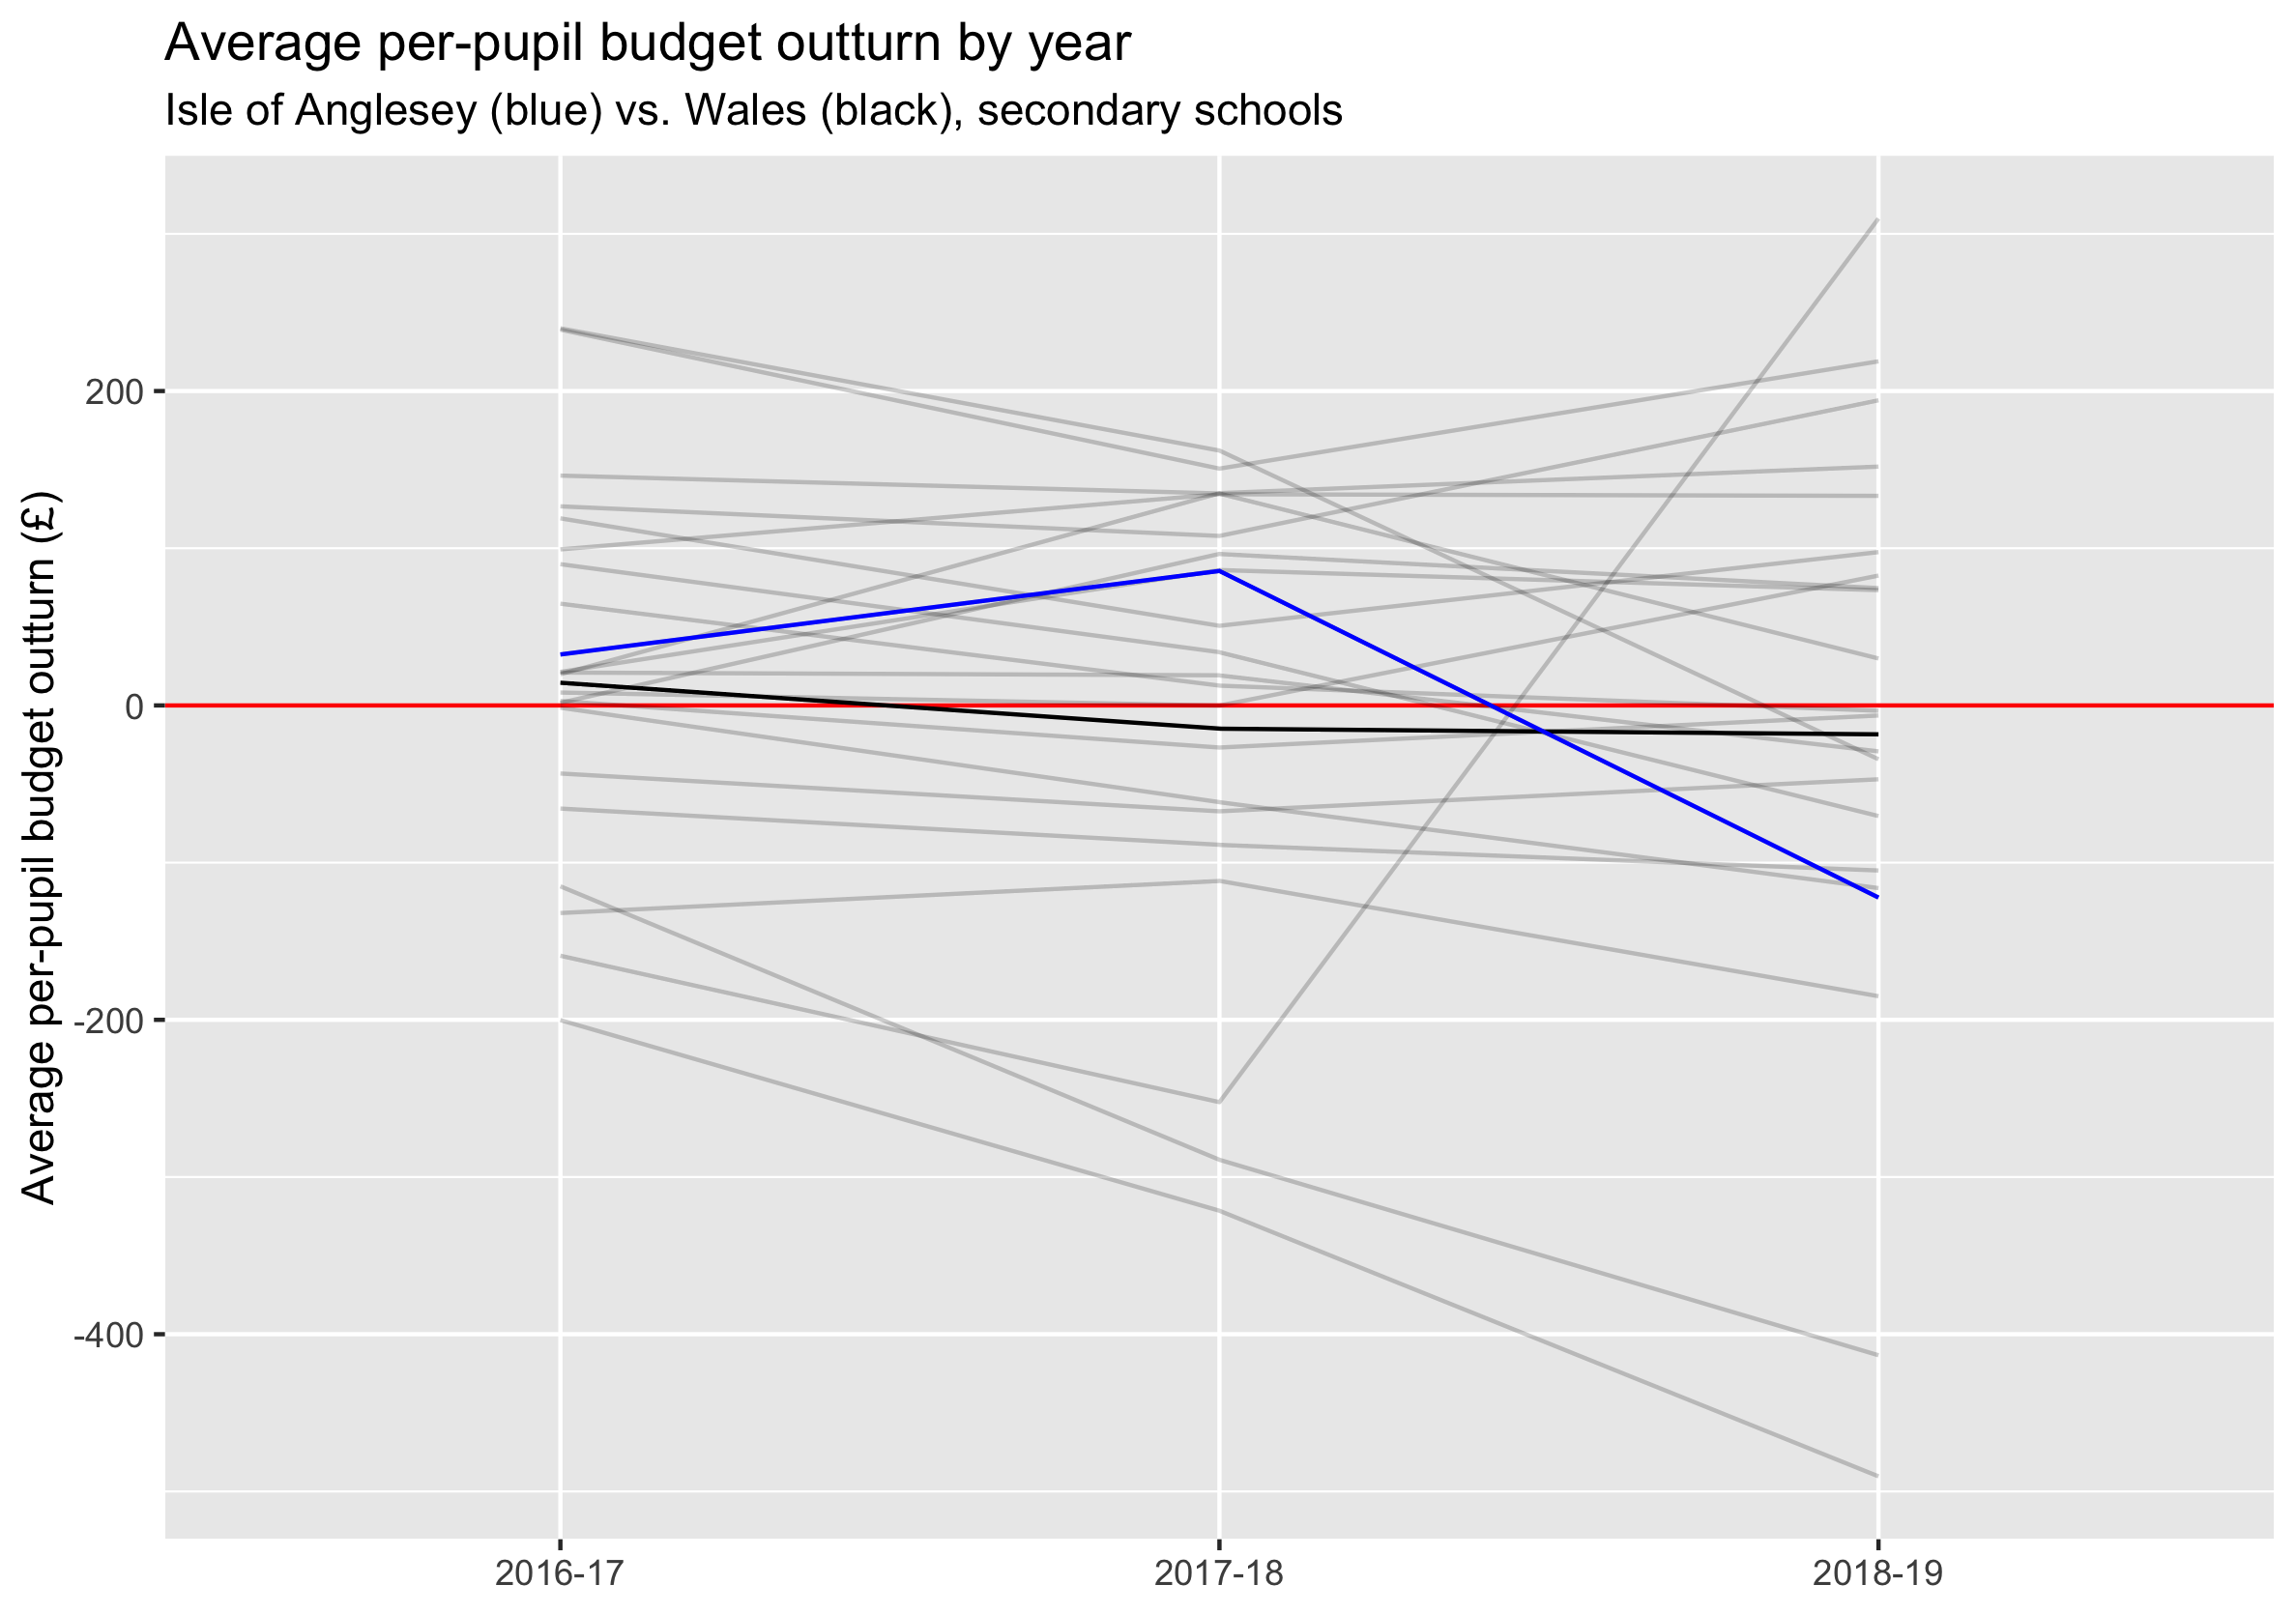 Average per-pupil budget outturn by year
Isle of Anglesey (blue) vs. Wales (black), secondary schools
Average per-pupil budget outturn (£)
200
0
-200
-400
2016-17
2017-18
2018-19